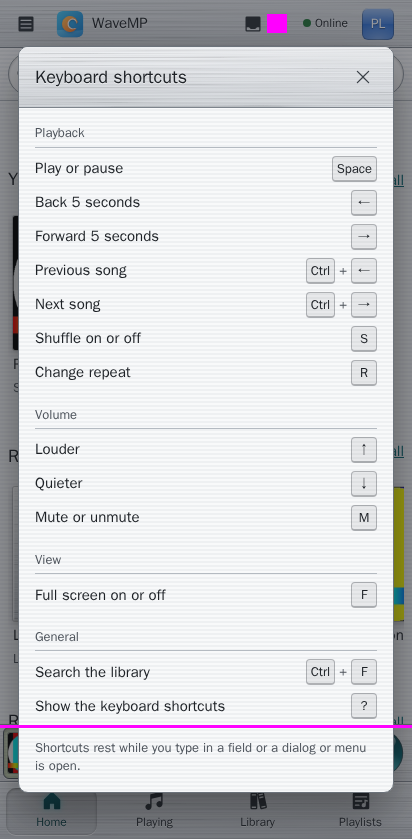 WaveMP
Online
PL
Keyboard shortcuts
Playback
Play or pause Space
Back 5 seconds ←
Forward 5 seconds →
Previous song Ctrl + ←
Next song Ctrl + →
Shuffle on or off S
Change repeat R
Volume
Louder ↑
Quieter ↓
Mute or unmute M
View
Full screen on or off F
General
Search the library Ctrl + F
Show the keyboard shortcuts ?
Shortcuts rest while you type in a field or a dialog or menu
is open.
Home Playing Library Playlists